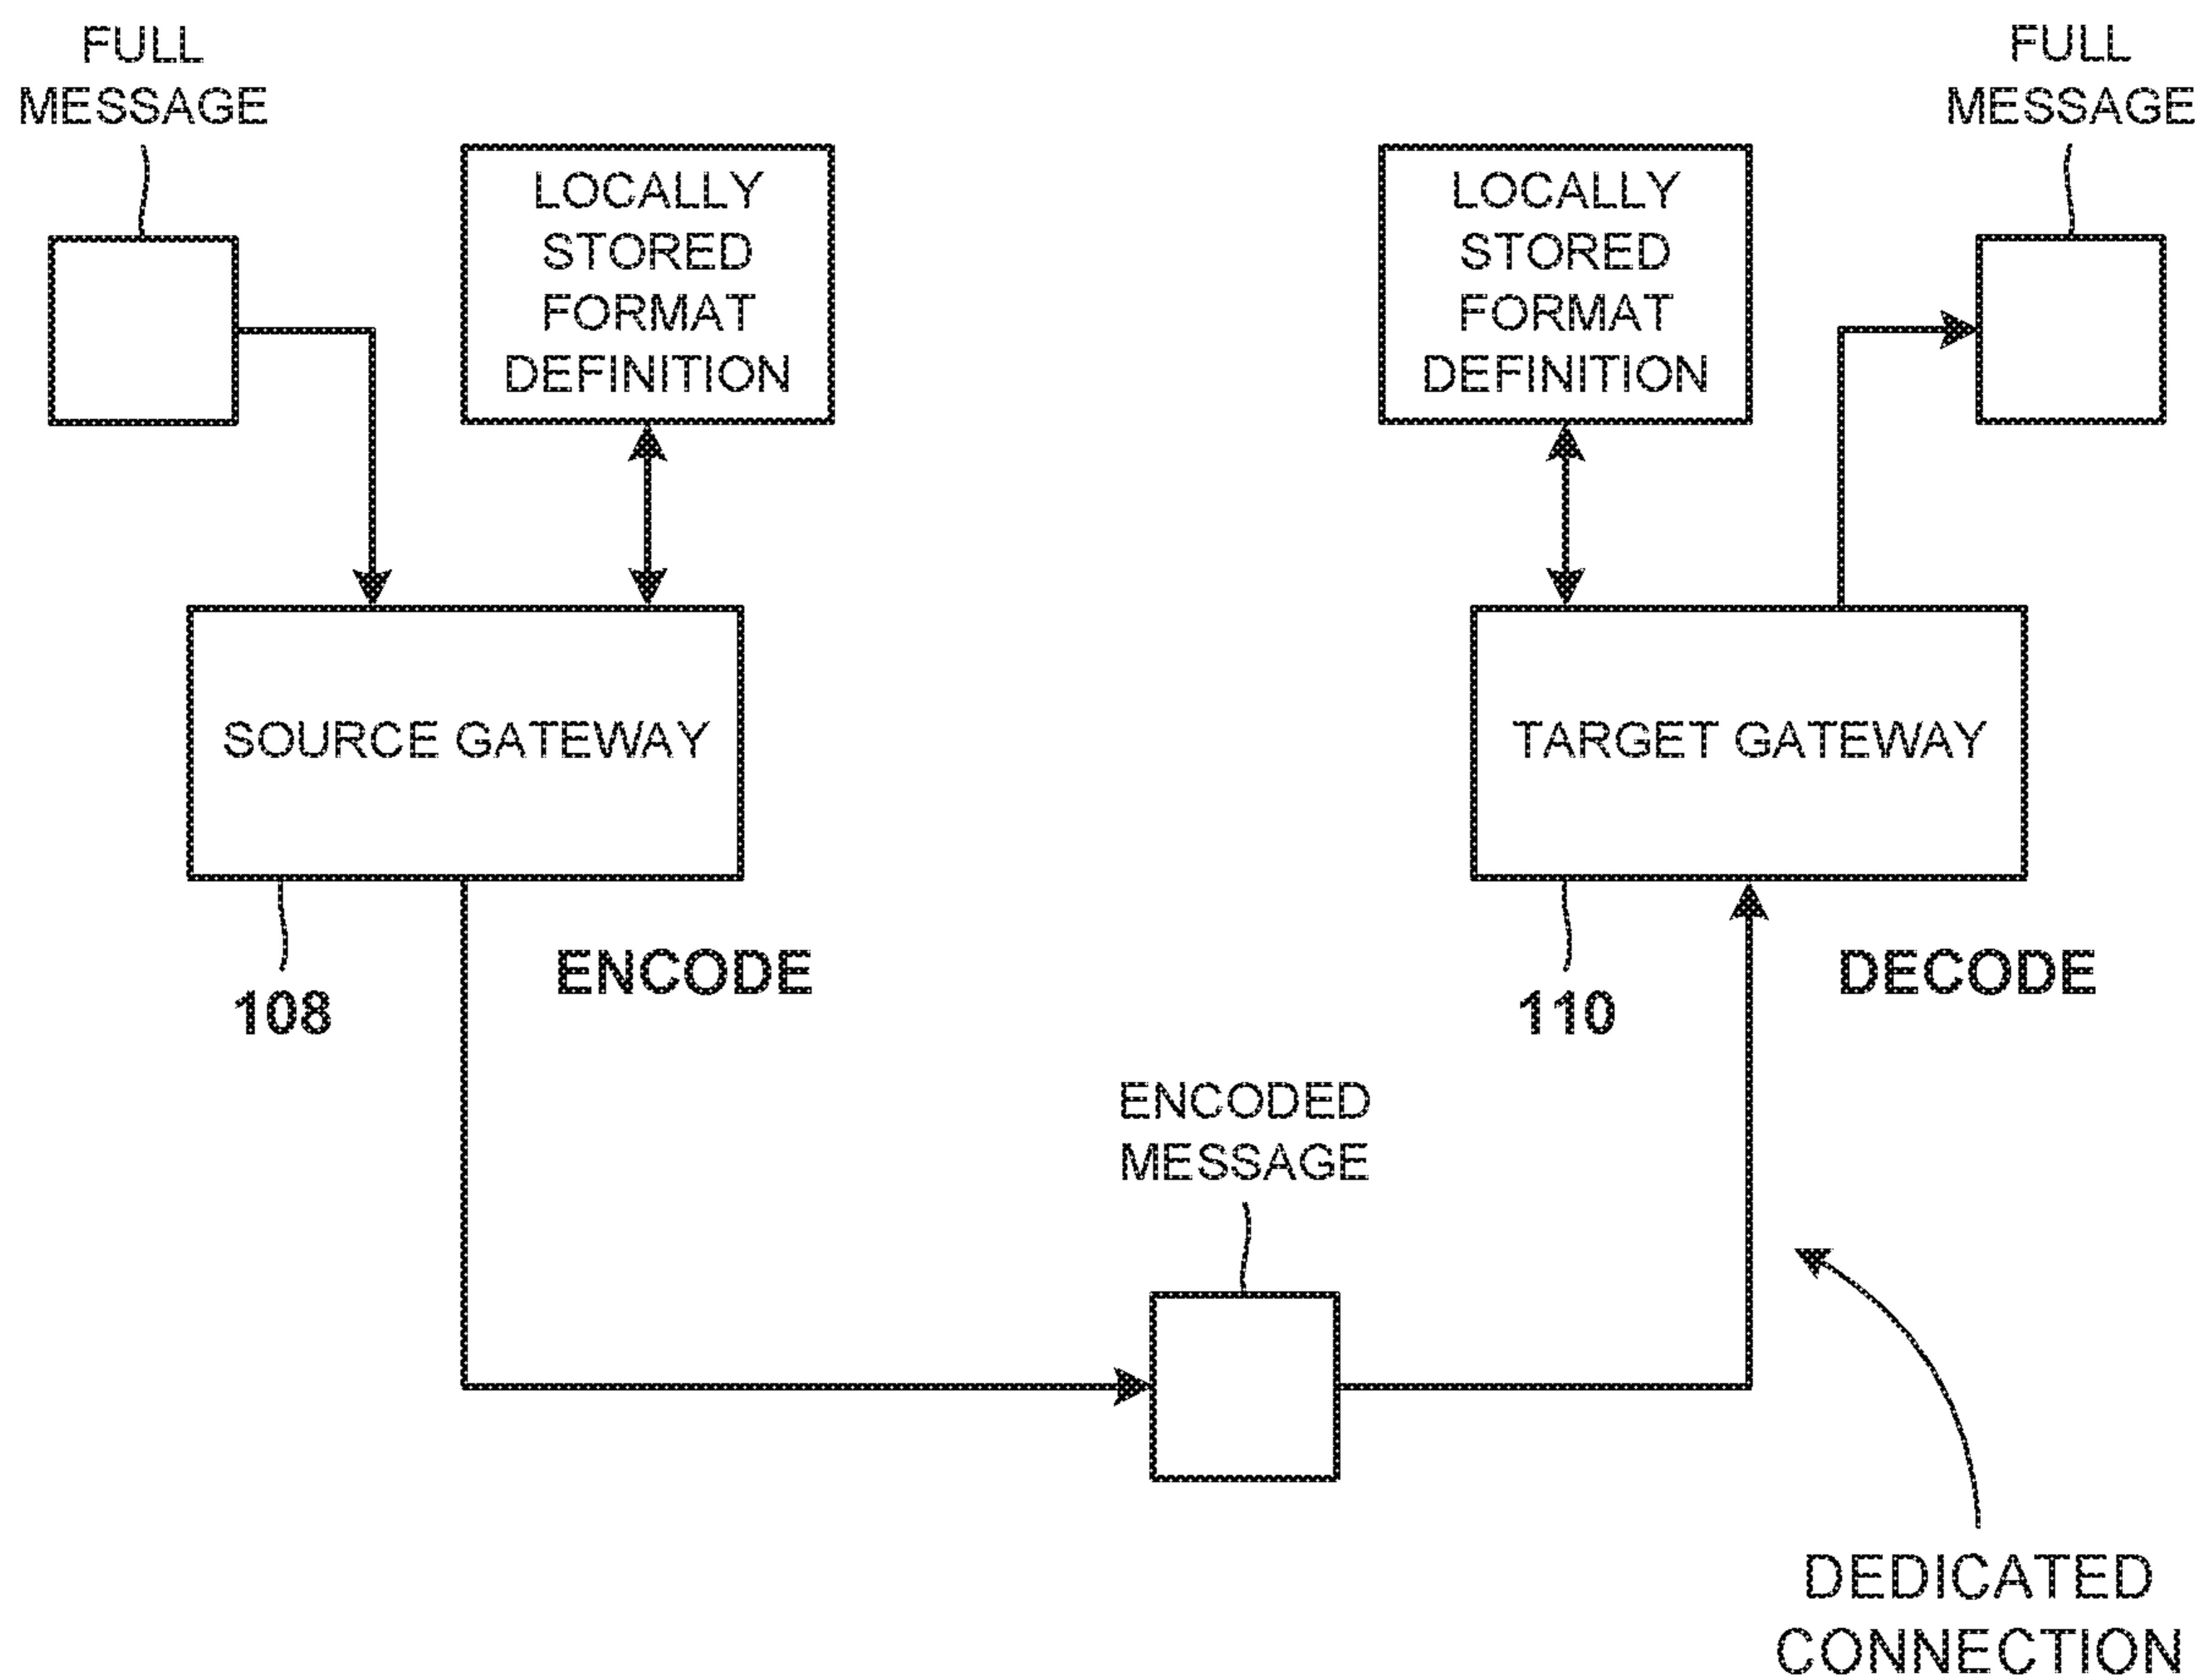 FULL
MESSAGE
LOCALLY
STORED
FORMAT
DEFINITION
LOCALLY
STORED
FORMAT
DEFINITION
FULL
MESSAGE
SOURCE GATEWAY
TARGET GATEWAY
108
ENCODE
110
DECODE
ENCODED
MESSAGE
DEDICATED
CONNECTION